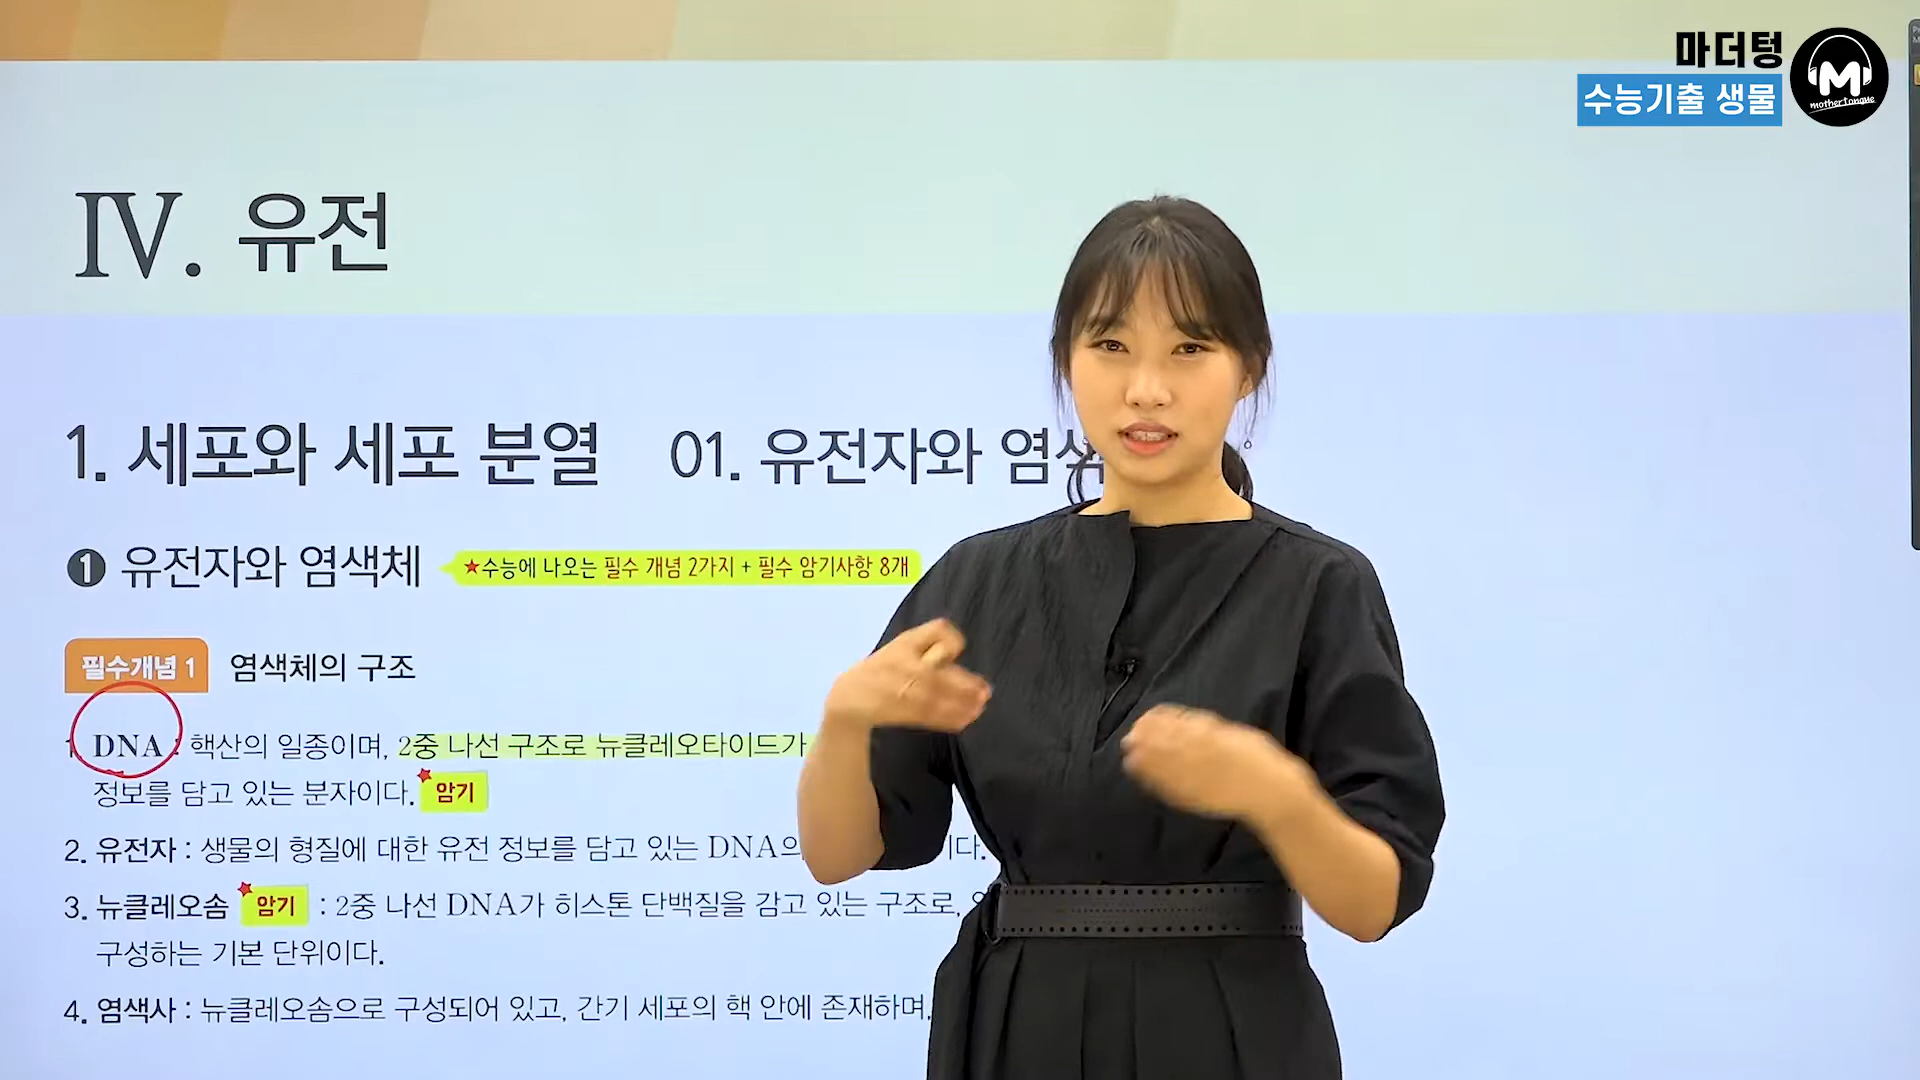 마더텅
수능기출 생물
M
mothertongue
Ⅳ. 유전
1. 세포와 세포 분열 01. 유전자와
❶ 유전자와 염색체 ★수능에 나오는 필수 개념 2가지 + 필수 암기사항 8개
필수개념 1 염색체의 구조
1. DNA : 핵산의 일종이며, 2중 나선 구조로 뉴클레오타이드가
정보를 담고 있는 분자이다. ★암기
2. 유전자 : 생물의 형질에 대한 유전 정보를 담고 있는 DNA의 이다.
3. 뉴클레오솜 ★암기 : 2중 나선 DNA가 히스톤 단백질을 감고 있는 구조로,
구성하는 기본 단위이다.
4. 염색사 : 뉴클레오솜으로 구성되어 있고, 간기 세포의 핵 안에 존재하며,